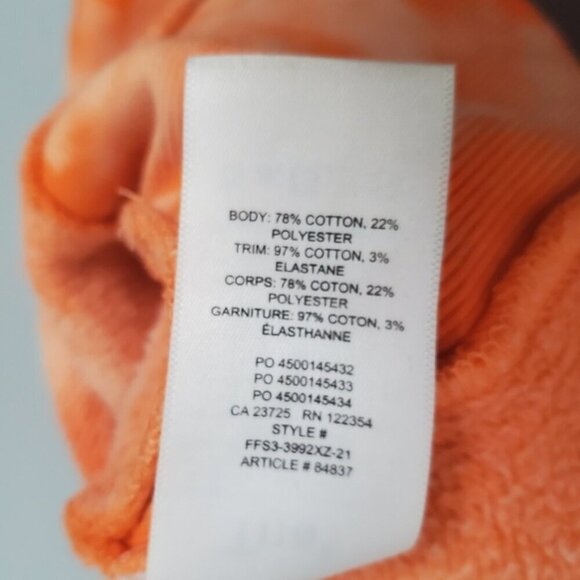 BODY: 78% COTTON, 22%
POLYESTER
TRIM: 97% COTTON, 3%
ELASTANE
CORPS: 78% COTON, 22%
POLYESTER
GARNITURE: 97% COTON, 3%
ÉLASTHANNE
PO 4500145432
PO 4500145433
PO 4500145434
CA 23725 RN 122354
STYLE #
FFS3-3992XZ-21
ARTICLE # 84837